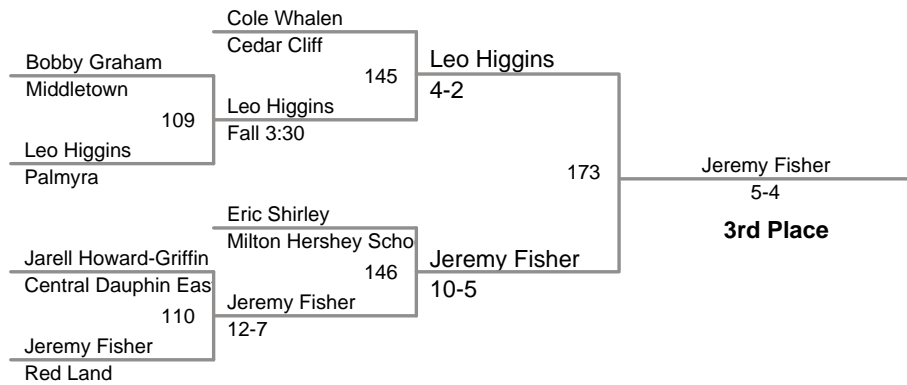 Cole Whalen
Cedar Cliff
Bobby Graham
Middletown
109
Leo Higgins
Palmyra
145
Leo Higgins
Fall 3:30
Leo Higgins
4-2
173
Jeremy Fisher
5-4
3rd Place
Eric Shirley
Milton Hershey Scho
Jarell Howard-Griffin
Central Dauphin Eas
110
Jeremy Fisher
Red Land
146
Jeremy Fisher
12-7
Jeremy Fisher
10-5